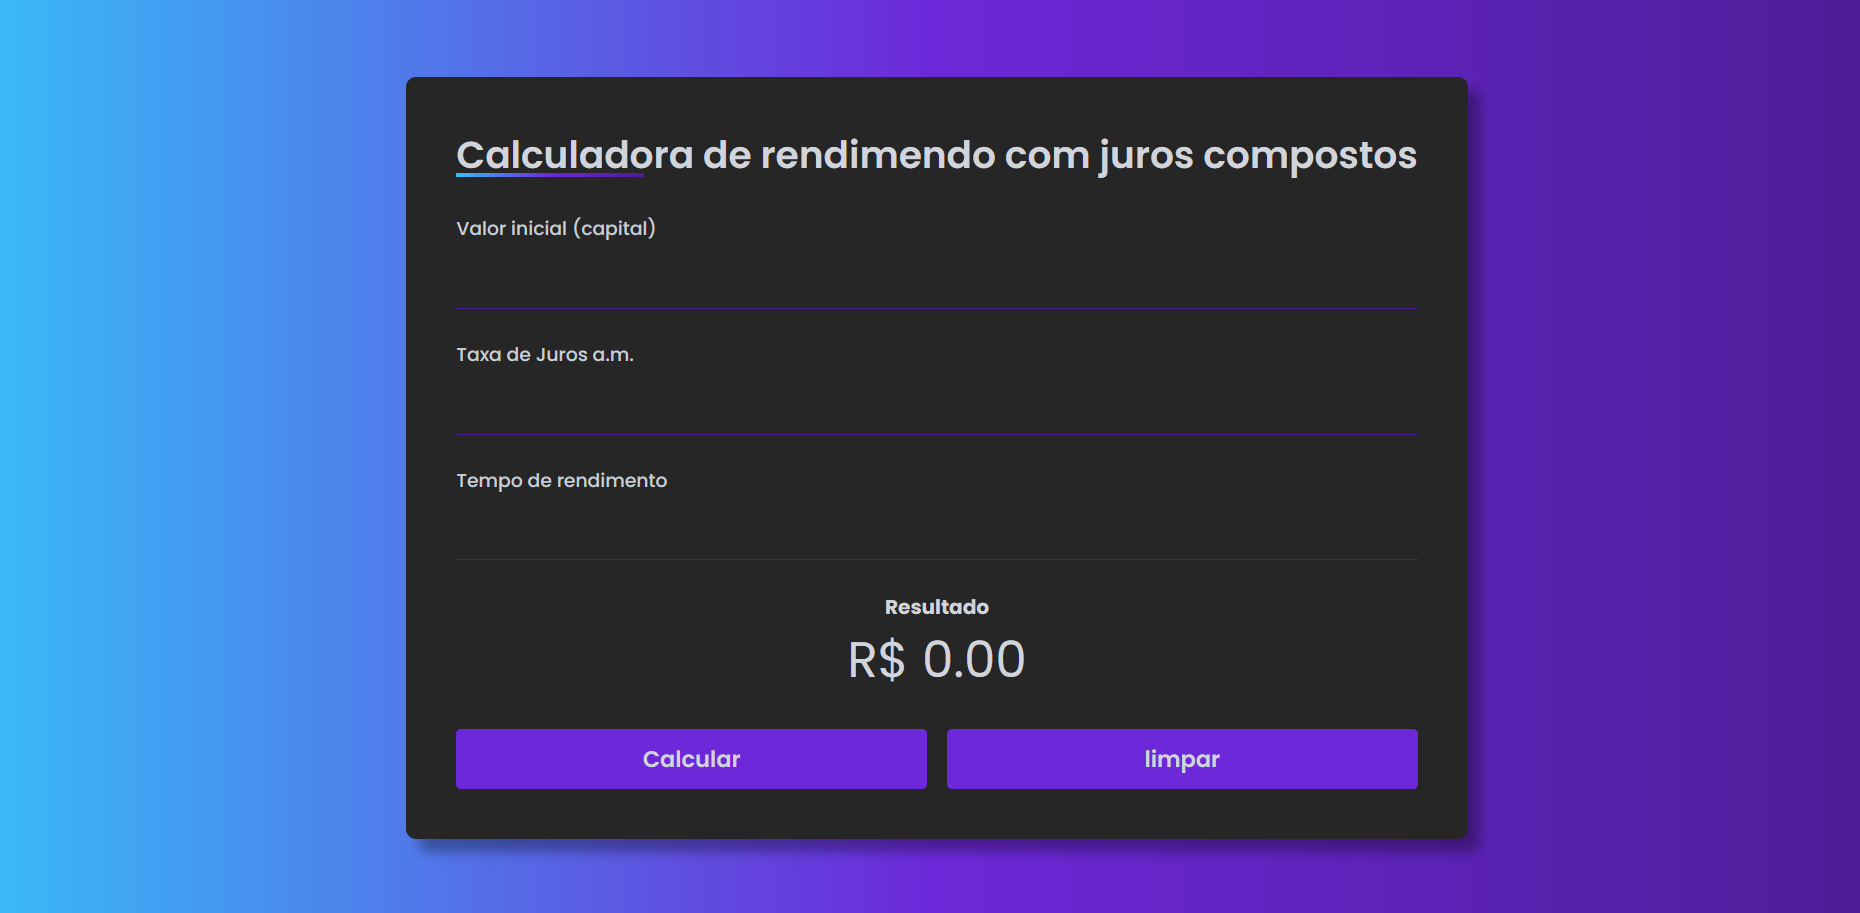 Calculadora de rendimendo com juros compostos
Valor inicial (capital)
Taxa de Juros a.m.
Tempo de rendimento
Resultado
R$ 0.00
Calcular
limpar